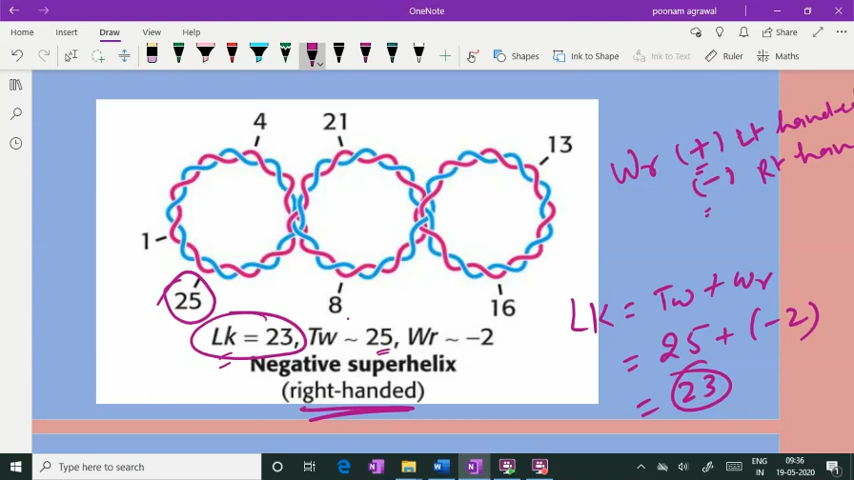 OneNote
poonam agrawal
Home Insert Draw View Help
Share
Shapes
Ink to Shape
Ink to Text
Ruler
Maths
4 21 13
1
25 8 16
Lk = 23, Tw ~ 25, Wr ~ −2
Negative superhelix
(right-handed)
Wr (+) Lt handed
(-) Rt han
LK = Tw + Wr
= 25 + (-2)
= 23
Type here to search
ENG
IN
09:36
19-05-2020